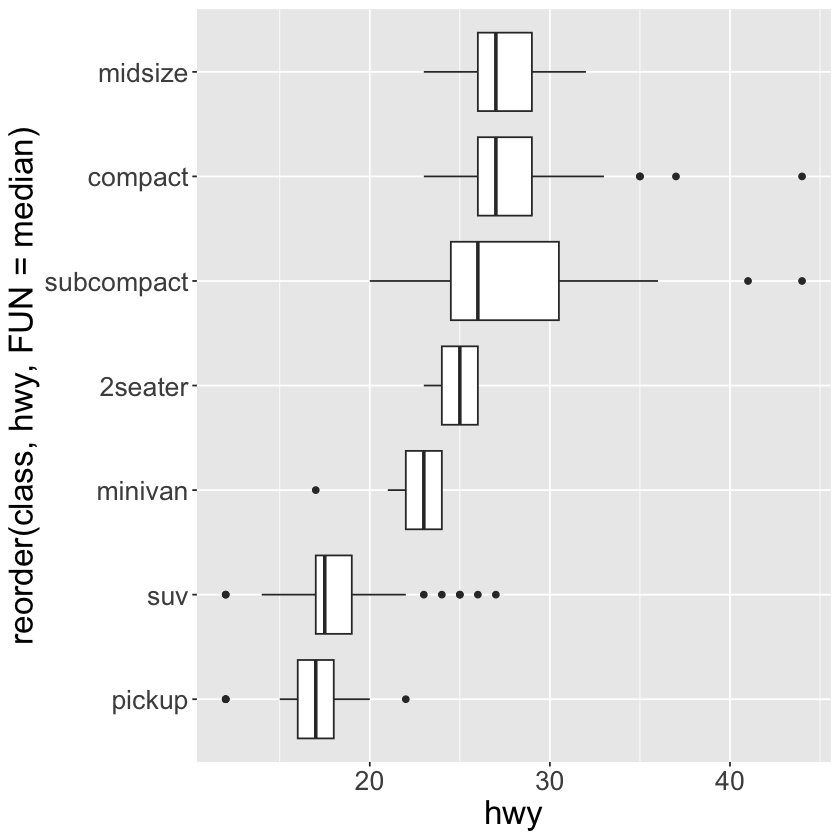 reorder(class, hwy, FUN = median)
midsize
compact
subcompact
2seater
minivan
suv
pickup
20 30 40
hwy